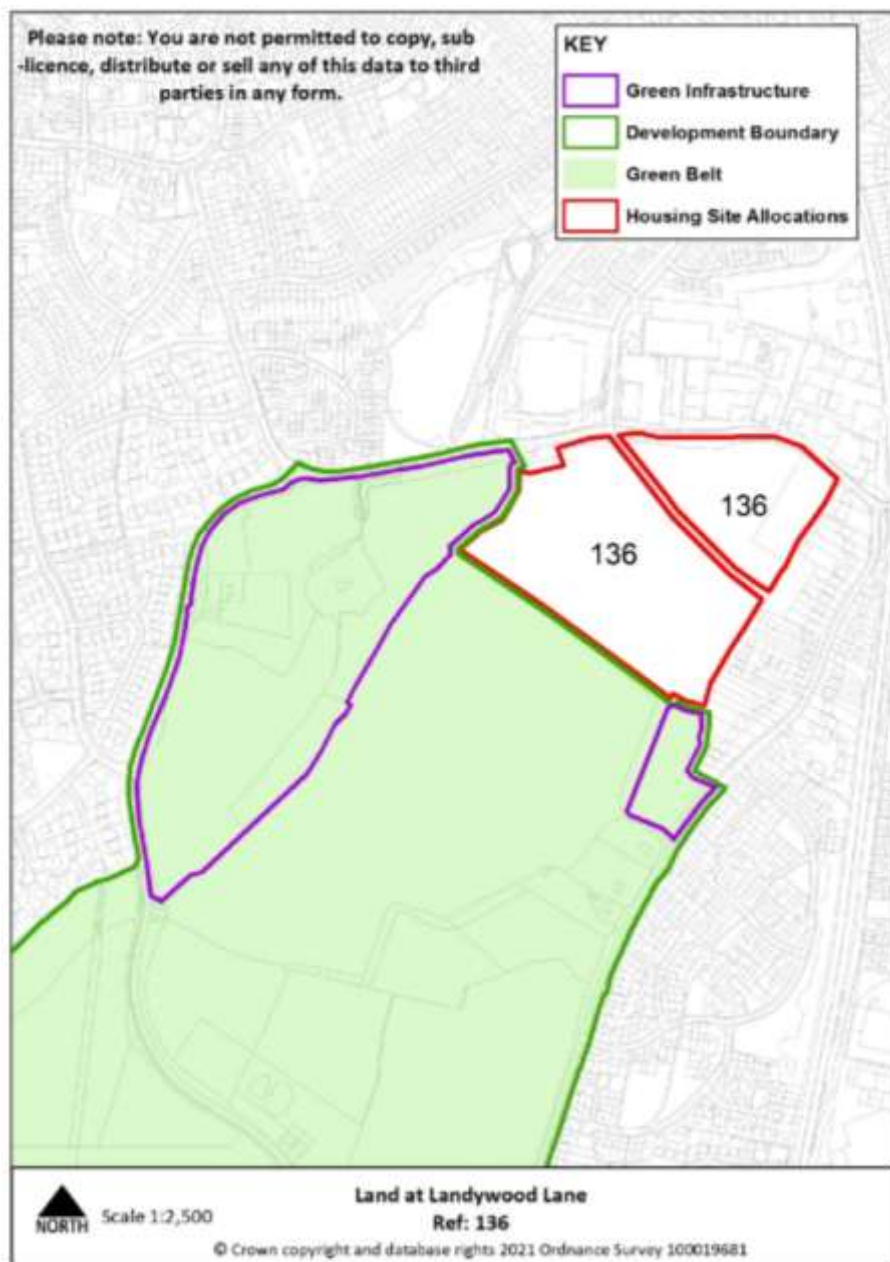 Please note: You are not permitted to copy, sub
-licence, distribute or sell any of this data to third
parties in any form.
KEY
Green Infrastructure
Development Boundary
Green Belt
Housing Site Allocations
136
136
NORTH
Scale 1:2,500
Land at Landywood Lane
Ref: 136
© Crown copyright and database rights 2021 Ordnance Survey 100019681